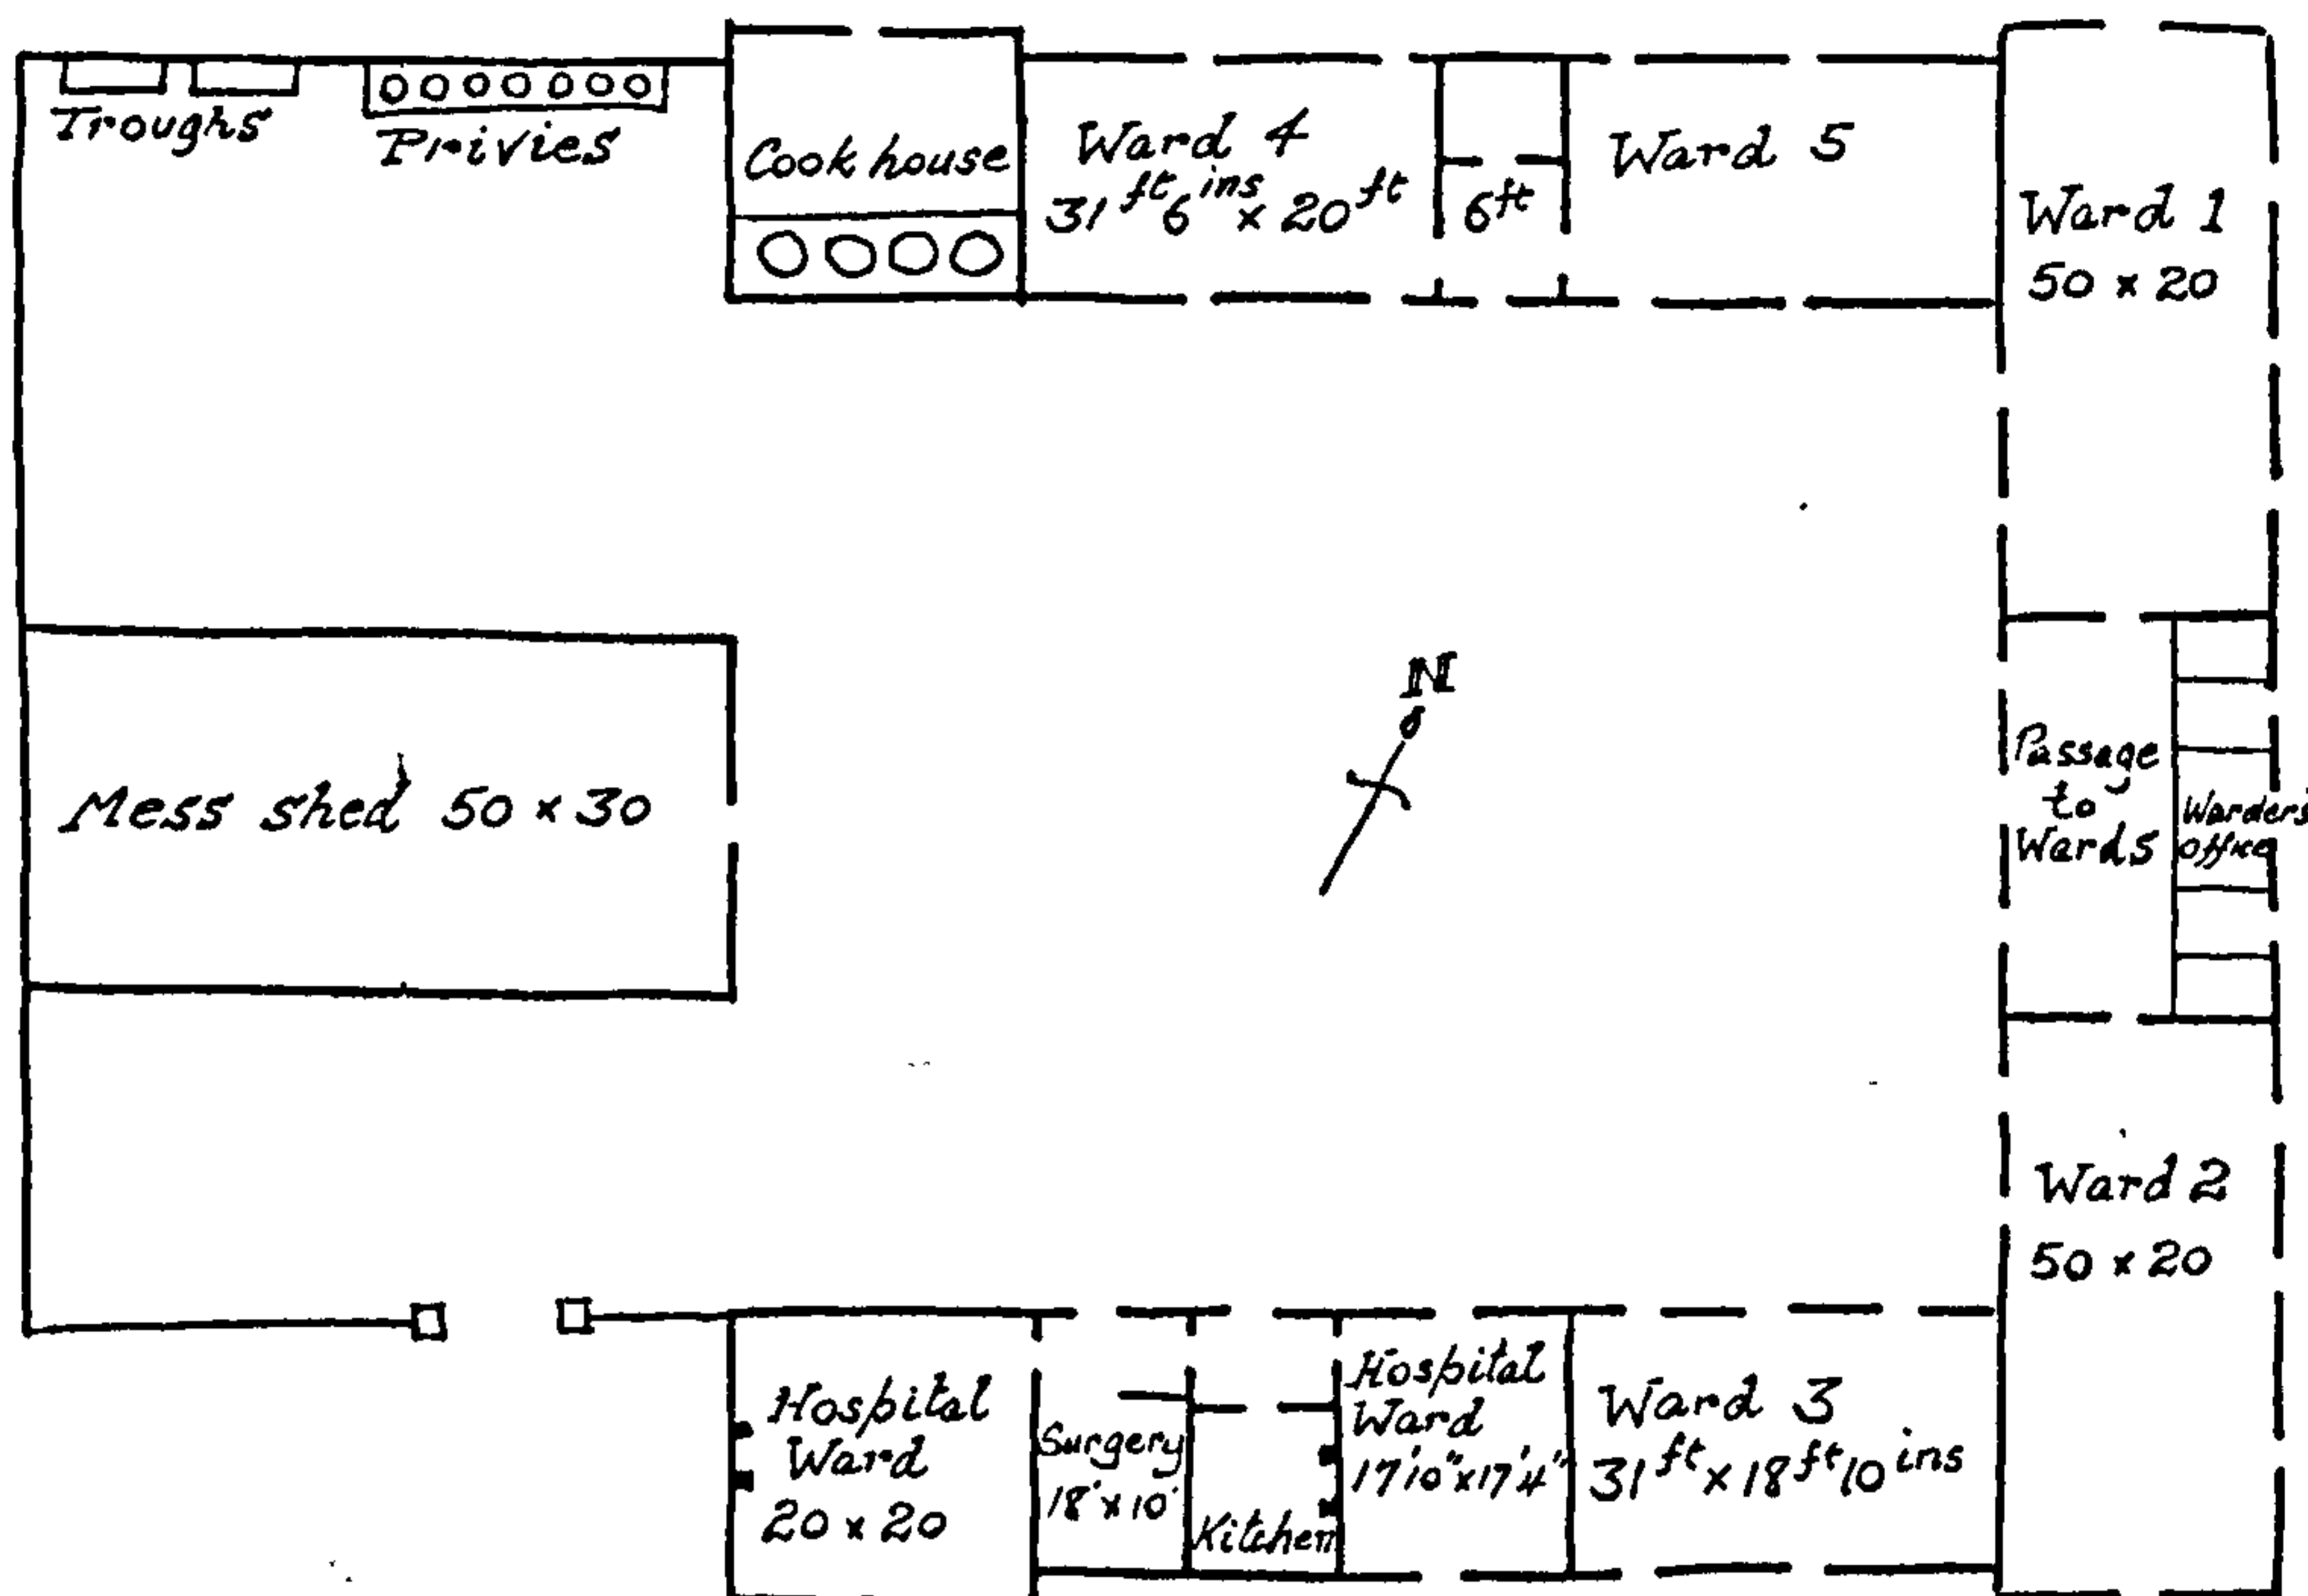 Troughs
Privies
Cook house
Ward 4
31 ft 6 ins x 20 ft
6 ft
Ward 5
Ward 1
50 x 20
N
Mess shed 50 x 30
Passage
to
Wards
Warders'
office
Ward 2
50 x 20
Hospital
Ward
20 x 20
Surgery
18' x 10'
Kitchen
Hospital
Ward
17'10" x 17'4"
Ward 3
31 ft x 18 ft 10 ins